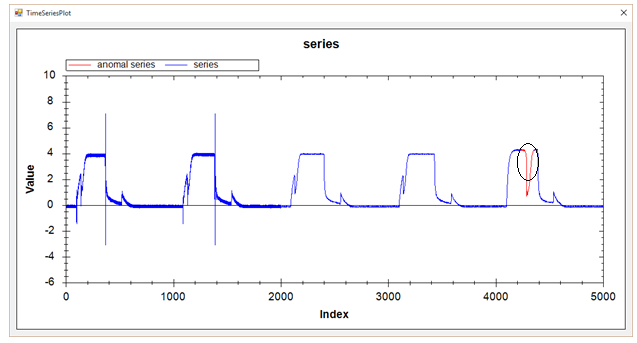 TimeSeriesPlot
series
anomal series series
10
8
6
4
2
0
-2
-4
-6
Value
0 1000 2000 3000 4000 5000
Index